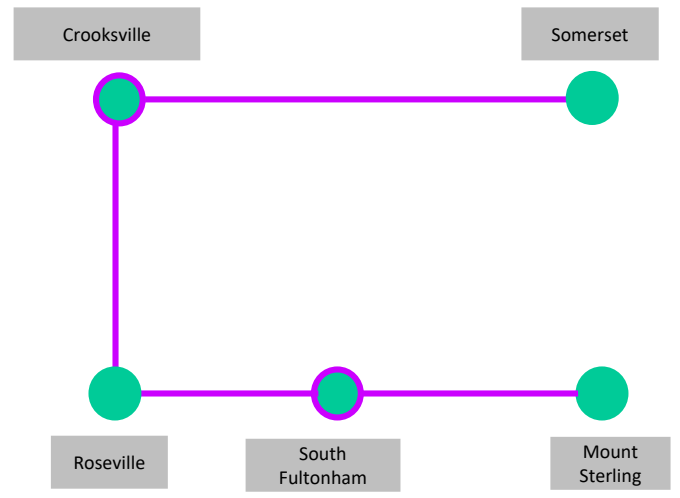 Crooksville
Somerset
Roseville
South
Fultonham
Mount
Sterling